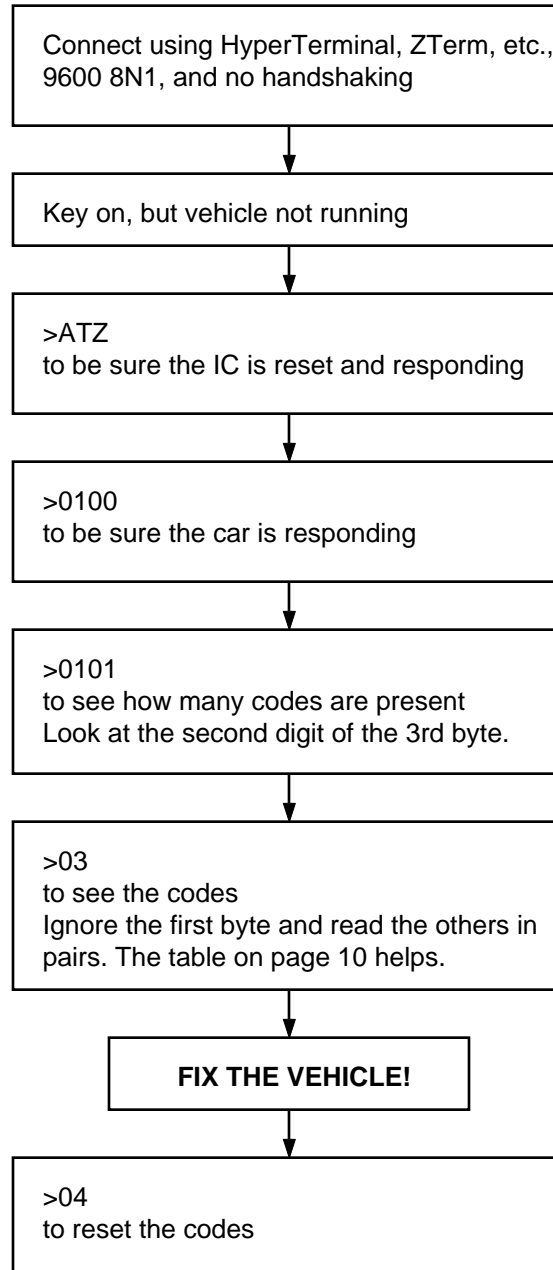 Connect using HyperTerminal, ZTerm, etc.,
9600 8N1, and no handshaking
Key on, but vehicle not running
>ATZ
to be sure the IC is reset and responding
>0100
to be sure the car is responding
>0101
to see how many codes are present
Look at the second digit of the 3rd byte.
>03
to see the codes
Ignore the first byte and read the others in
pairs. The table on page 10 helps.
FIX THE VEHICLE!
>04
to reset the codes